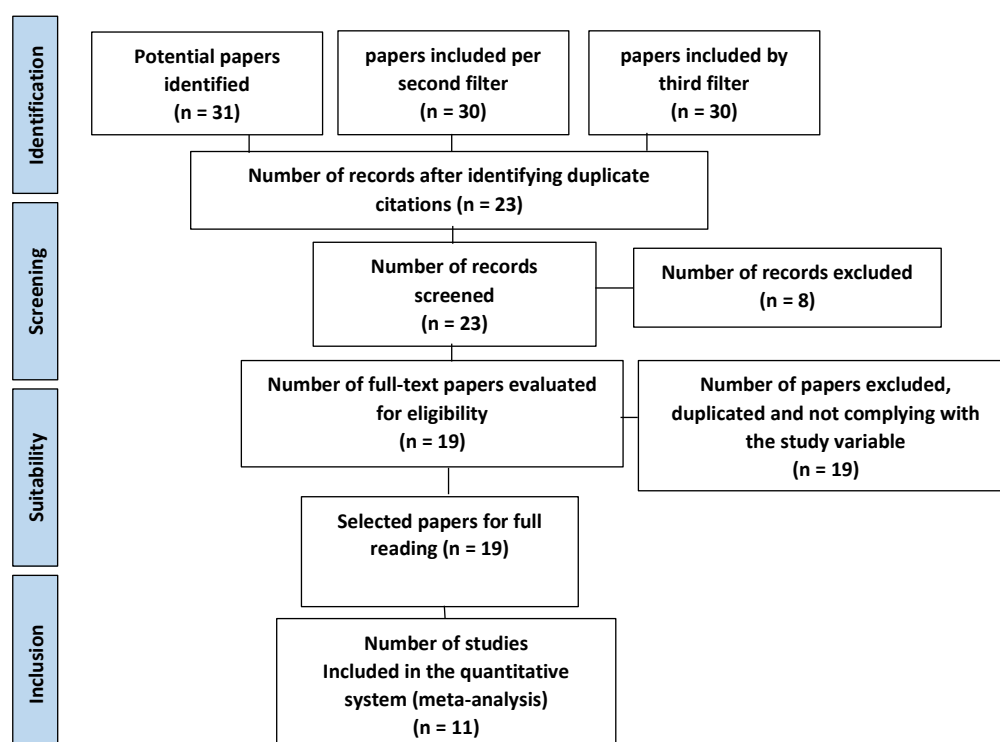 Identification
Potential papers
identified
(n = 31)
papers included per
second filter
(n = 30)
papers included by
third filter
(n = 30)
Number of records after identifying duplicate
citations (n = 23)
Screening
Number of records
screened
(n = 23)
Number of records excluded
(n = 8)
Suitability
Number of full-text papers evaluated
for eligibility
(n = 19)
Number of papers excluded,
duplicated and not complying with
the study variable
(n = 19)
Selected papers for full
reading (n = 19)
Inclusion
Number of studies
Included in the quantitative
system (meta-analysis)
(n = 11)